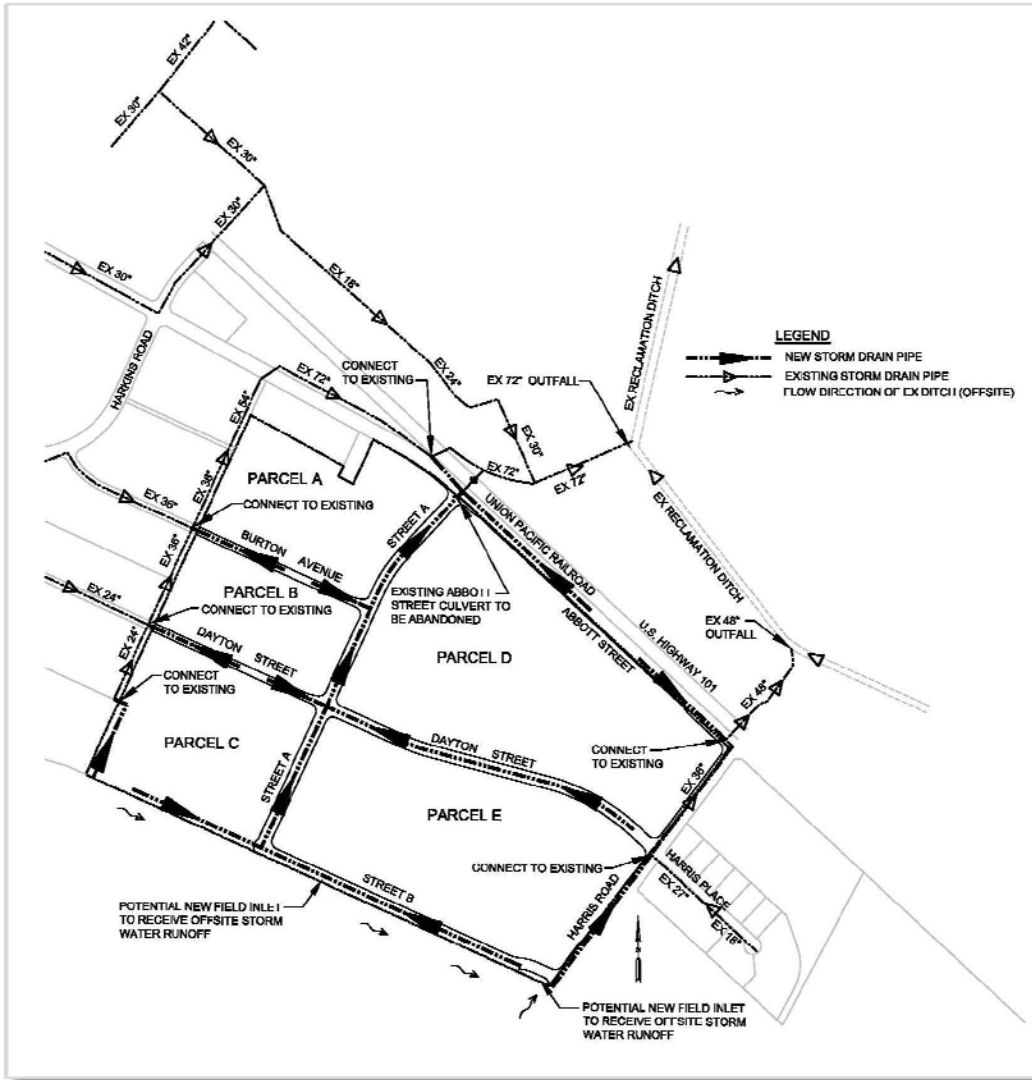 EX 42"
EX 30"
EX 30"
EX 30"
EX 30"
HARKINS ROAD
EX 18"
EX 24"
EX 30"
CONNECT
TO EXISTING
EX 72" OUTFALL
EX RECLAMATION DITCH
LEGEND
NEW STORM DRAIN PIPE
EXISTING STORM DRAIN PIPE
FLOW DIRECTION OF EX DITCH (OFFSITE)
EX 72"
EX 54"
EX 72"
EX 72"
PARCEL A
EX 36"
EX 36"
CONNECT TO EXISTING
STREET A
UNION PACIFIC RAILROAD
EX RECLAMATION DITCH
BURTON AVENUE
EX 36"
PARCEL B
EXISTING ABBOTT
STREET CULVERT TO
BE ABANDONED
ABBOTT STREET
U.S. HIGHWAY 101
EX 48"
OUTFALL
EX 24"
CONNECT TO EXISTING
DAYTON STREET
PARCEL D
EX 24"
CONNECT
TO EXISTING
EX 48"
PARCEL C
STREET A
DAYTON STREET
CONNECT
TO EXISTING
EX 36"
PARCEL E
CONNECT TO EXISTING
HARRIS PLACE
EX 27"
EX 18"
STREET B
HARRIS ROAD
POTENTIAL NEW FIELD INLET
TO RECEIVE OFFSITE STORM
WATER RUNOFF
POTENTIAL NEW FIELD INLET
TO RECEIVE OFFSITE STORM
WATER RUNOFF